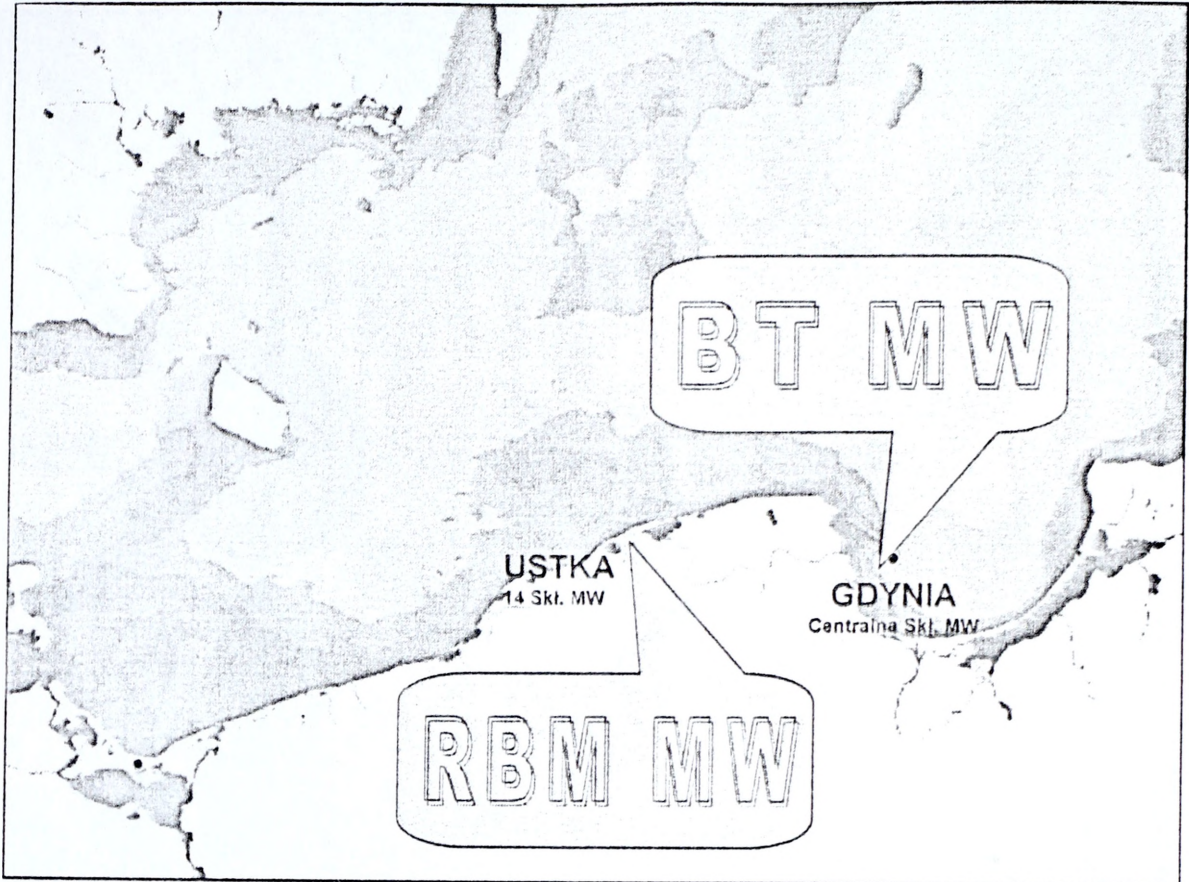 BT MW
USTKA
14 Skł. MW
GDYNIA
Centralna Skł. MW
RBM MW